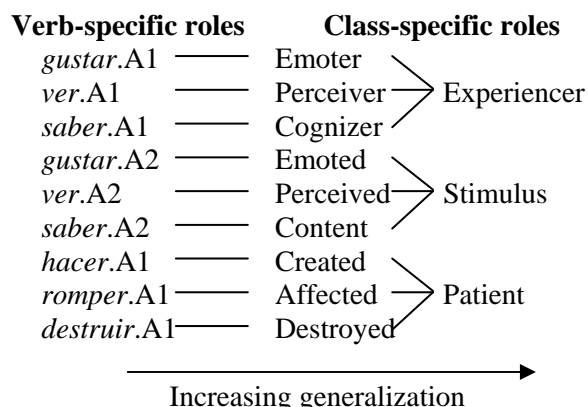 Verb-specific roles Class-specific roles
gustar.A1 Emoter
ver.A1 Perceiver Experiencer
saber.A1 Cognizer
gustar.A2 Emoted
ver.A2 Perceived Stimulus
saber.A2 Content
hacer.A1 Created
romper.A1 Affected Patient
destruir.A1 Destroyed
Increasing generalization